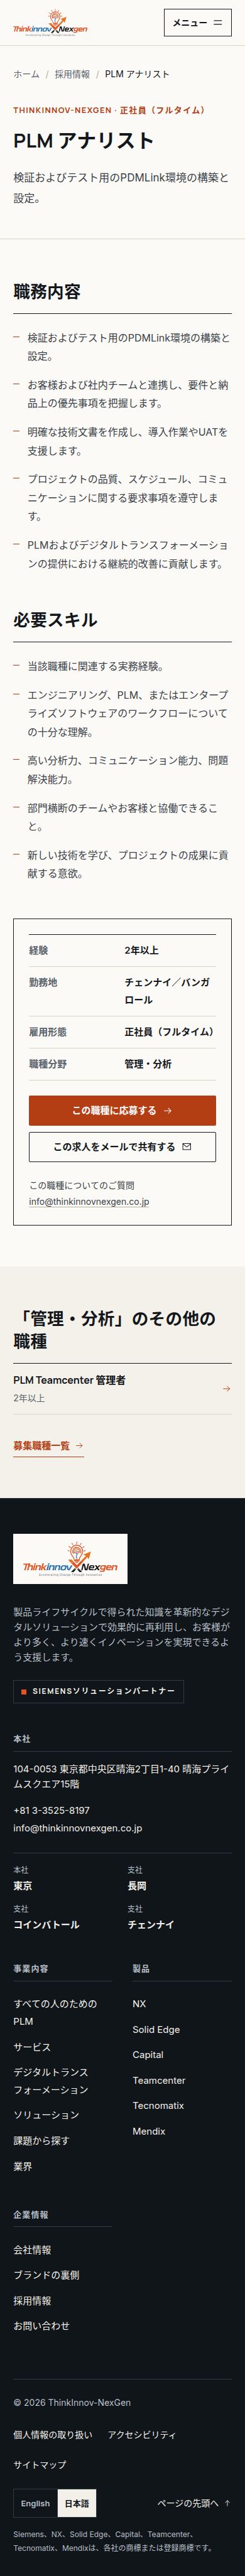 ThinkinnovXNexgen
メニュー
ホーム / 採用情報 / PLM アナリスト
THINKINNOV-NEXGEN · 正社員（フルタイム）
PLM アナリスト
検証およびテスト用のPDMLink環境の構築と
設定。
職務内容
検証およびテスト用のPDMLink環境の構築と
設定。
お客様および社内チームと連携し、要件と納
品上の優先事項を把握します。
明確な技術文書を作成し、導入作業やUATを
支援します。
プロジェクトの品質、スケジュール、コミュ
ニケーションに関する要求事項を遵守しま
す。
PLMおよびデジタルトランスフォーメーショ
ンの提供における継続的改善に貢献します。
必要スキル
当該職種に関連する実務経験。
エンジニアリング、PLM、またはエンタープ
ライズソフトウェアのワークフローについて
の十分な理解。
高い分析力、コミュニケーション能力、問題
解決能力。
部門横断のチームやお客様と協働できるこ
と。
新しい技術を学び、プロジェクトの成果に貢
献する意欲。
経験 2年以上
勤務地 チェンナイ／バンガ
ロール
雇用形態 正社員（フルタイム）
職種分野 管理・分析
この職種に応募する →
この求人をメールで共有する
この職種についてのご質問
info@thinkinnovnexgen.co.jp
「管理・分析」のその他の
職種
PLM Teamcenter 管理者
2年以上
→
募集職種一覧 →
ThinkinnovXNexgen
製品ライフサイクルで得られた知識を革新的なデジ
タルソリューションで効果的に再利用し、お客様が
より多く、より速くイノベーションを実現できるよ
う支援します。
SIEMENSソリューションパートナー
本社
104-0053 東京都中央区晴海2丁目1-40 晴海プライ
ムスクエア15階
+81 3-3525-8197
info@thinkinnovnexgen.co.jp
本社 支社
東京 長岡
支社 支社
コインバトール チェンナイ
事業内容
すべての人のための
PLM
サービス
デジタルトランス
フォーメーション
ソリューション
課題から探す
業界
製品
NX
Solid Edge
Capital
Teamcenter
Tecnomatix
Mendix
企業情報
会社情報
ブランドの裏側
採用情報
お問い合わせ
© 2026 ThinkInnov-NexGen
個人情報の取り扱い アクセシビリティ
サイトマップ
English 日本語 ページの先頭へ ↑
Siemens、NX、Solid Edge、Capital、Teamcenter、
Tecnomatix、Mendixは、各社の商標または登録商標です。